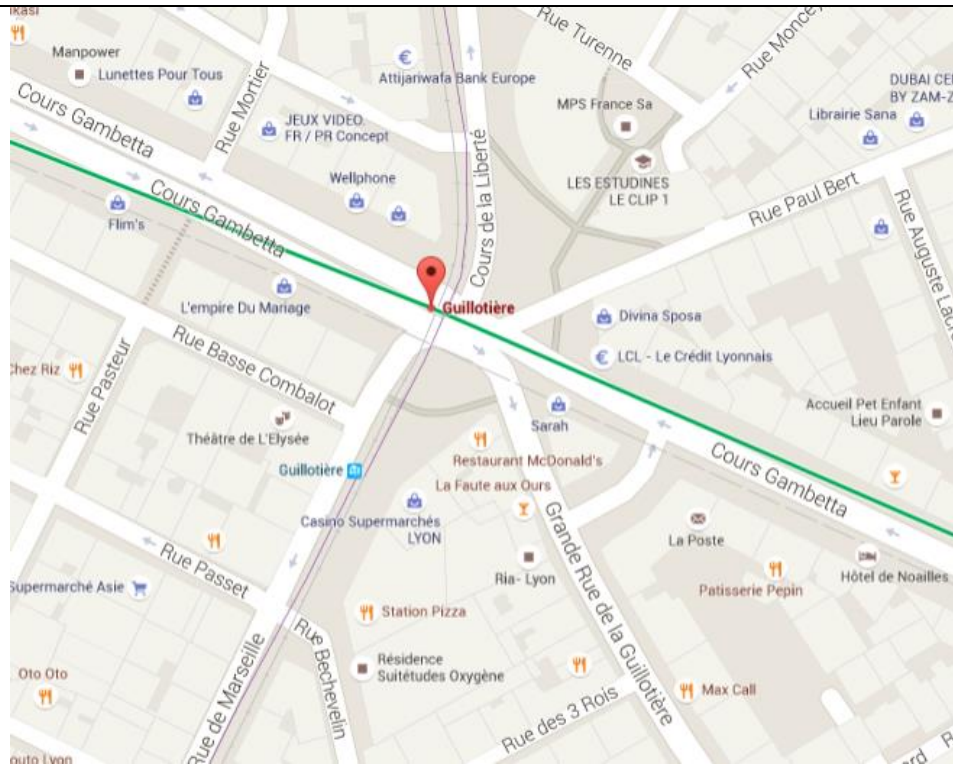 Manpower
Lunettes Pour Tous
Cours Gambetta
Rue Mortier
JEUX VIDEO.
FR / PR Concept
€
Attijariwafa Bank Europe
Rue Turenne
Rue Moncey
MPS France Sa
LES ESTUDINES
LE CLIP 1
DUBAI CE
BY ZAM-Z
Librairie Sana
Wellphone
Cours de la Liberté
Rue Paul Bert
Rue Auguste Lac
Flim's
Cours Gambetta
L'empire Du Mariage
Guillotière
Divina Sposa
€
LCL - Le Crédit Lyonnais
Rue Basse Combalot
Chez Riz
Rue Pasteur
Théâtre de L'Elysée
Guillotière
Sarah
Restaurant McDonald's
La Faute aux Ours
Accueil Pet Enfant
Lieu Parole
Cours Gambetta
Casino Supermarchés
LYON
Grande Rue de la Guillotière
La Poste
Hôtel de Noailles
Ria- Lyon
Patisserie Pepin
Rue Passet
Supermarché Asie
Station Pizza
Rue Bechevelin
Résidence
Suitétudes Oxygène
Oto Oto
Rue de Marseille
Rue des 3 Rois
Max Call
outo Lyon
ard